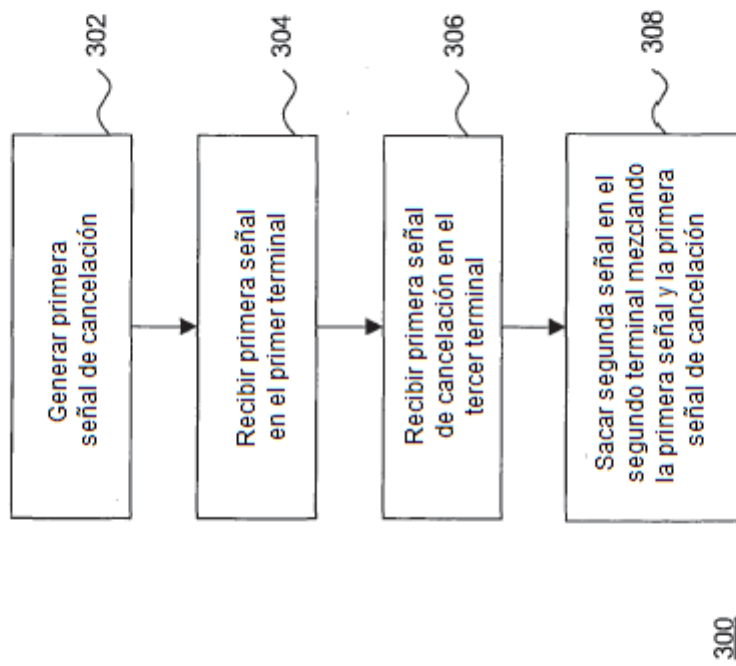 Generar primera
señal de cancelación
302
Recibir primera señal
en el primer terminal
304
Recibir primera señal
de cancelación en el
tercer terminal
306
Sacar segunda señal en el
segundo terminal mezclando
la primera señal y la primera
señal de cancelación
308
300